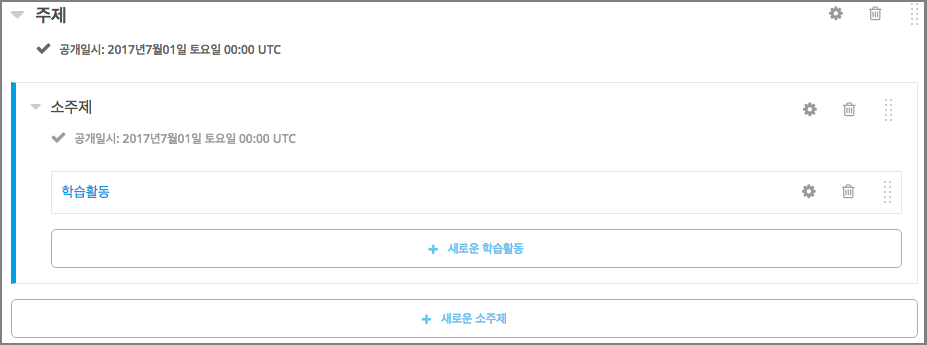 주제
공개일시: 2017년7월01일 토요일 00:00 UTC
소주제
공개일시: 2017년7월01일 토요일 00:00 UTC
학습활동
+ 새로운 학습활동
+ 새로운 소주제